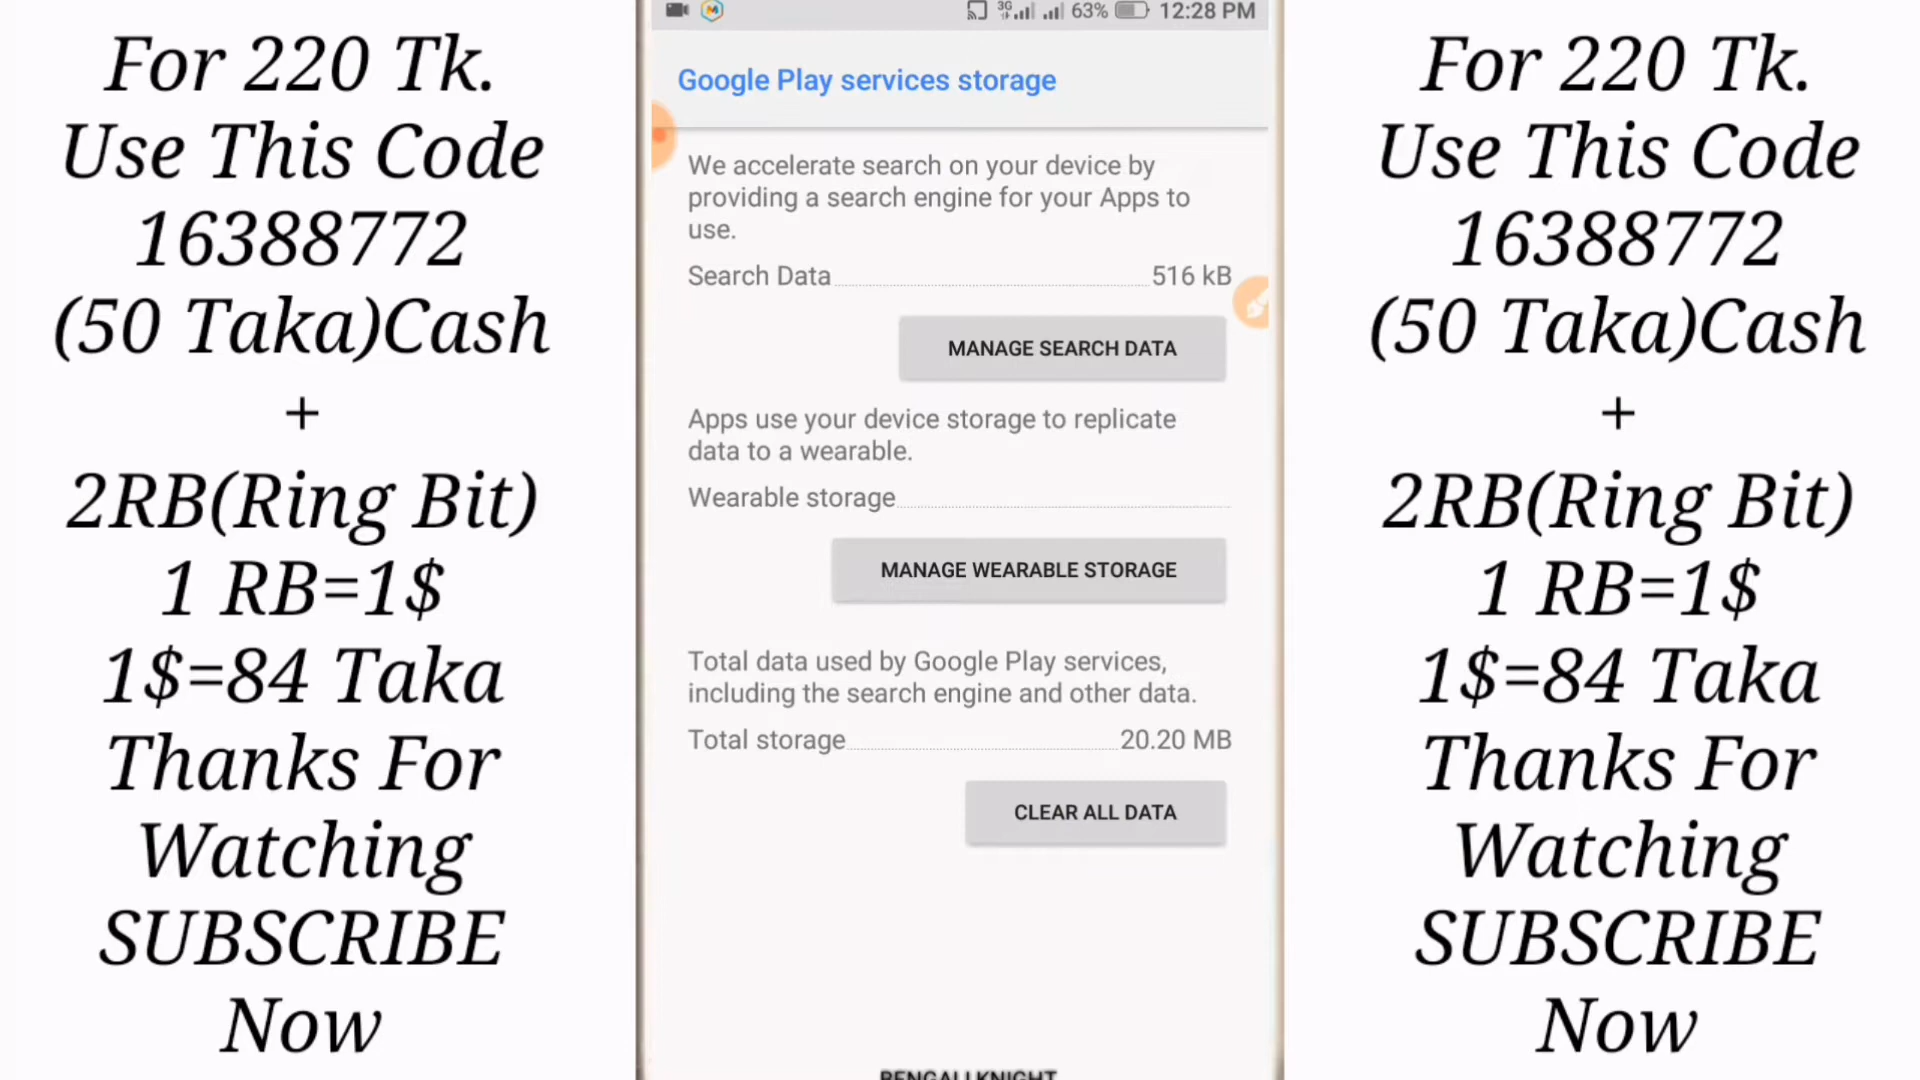 For 220 Tk.
Use This Code
16388772
(50 Taka)Cash
+
2RB(Ring Bit)
1 RB=1$
1$=84 Taka
Thanks For
Watching
SUBSCRIBE
Now
3G 63% 12:28 PM
Google Play services storage
We accelerate search on your device by
providing a search engine for your Apps to
use.
Search Data 516 kB
MANAGE SEARCH DATA
Apps use your device storage to replicate
data to a wearable.
Wearable storage
MANAGE WEARABLE STORAGE
Total data used by Google Play services,
including the search engine and other data.
Total storage 20.20 MB
CLEAR ALL DATA
BENGALI KNIGHT
For 220 Tk.
Use This Code
16388772
(50 Taka)Cash
+
2RB(Ring Bit)
1 RB=1$
1$=84 Taka
Thanks For
Watching
SUBSCRIBE
Now